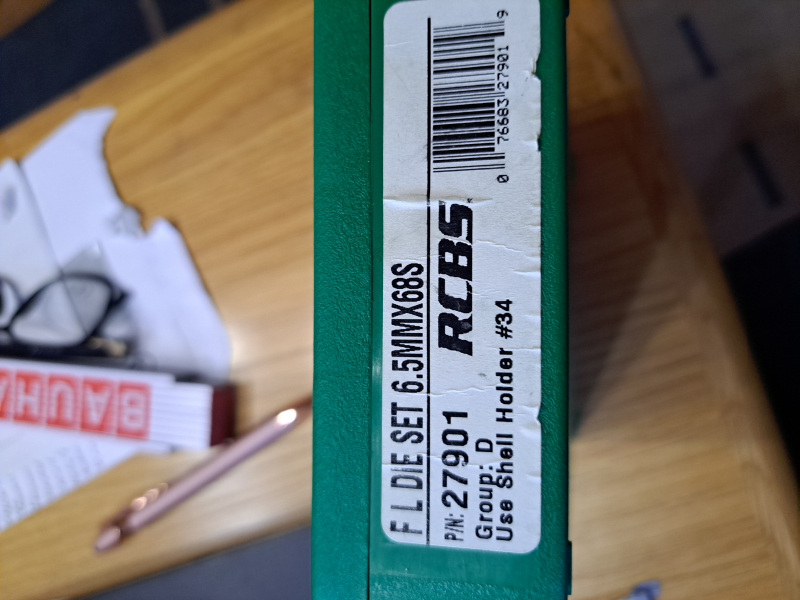 F L DIE SET 6.5MMX68S
P/N: 27901
Group: D
Use Shell Holder #34
RCBS
0 76683 27901 9
BAUHA